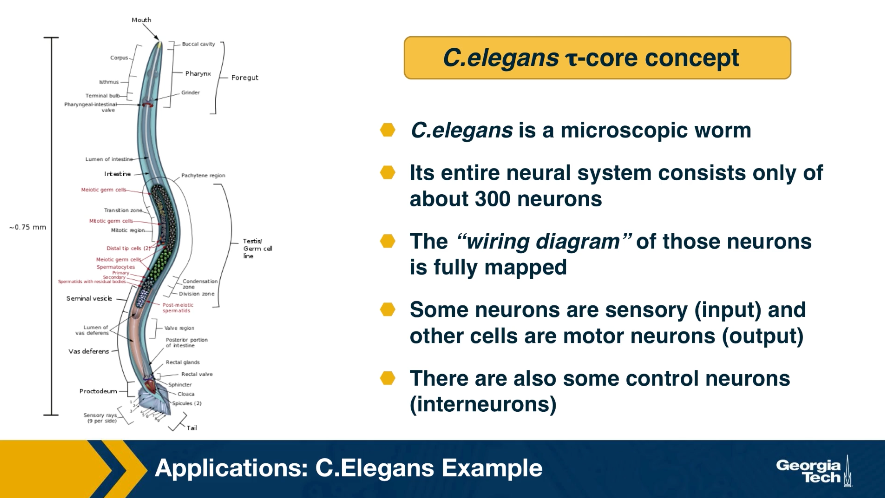 Mouth
Buccal cavity
Corpus
Pharynx
Foregut
Isthmus
Grinder
Terminal bulb
Pharyngeal-intestinal
valve
Lumen of intestine
Intestine
Pachytene region
Meiotic germ cells
Transition zone
Mitotic germ cells
Mitotic region
~0.75 mm
Distal tip cells (2)
Testis/
Germ cell
line
Meiotic germ cells
Spermatocytes
Primary
Secondary
Spermatids with residual bodies
Condensation
zone
Division zone
Seminal vesicle
Post-meiotic
spermatids
Lumen of
vas deferens
Valve region
Posterior portion
of intestine
Vas deferens
Rectal glands
Rectal valve
Sphincter
Proctodeum
Cloaca
Spicules (2)
Sensory rays
(9 per side)
Tail
C.elegans τ-core concept
C.elegans is a microscopic worm
Its entire neural system consists only of
about 300 neurons
The “wiring diagram” of those neurons
is fully mapped
Some neurons are sensory (input) and
other cells are motor neurons (output)
There are also some control neurons
(interneurons)
Applications: C.Elegans Example
Georgia
Tech